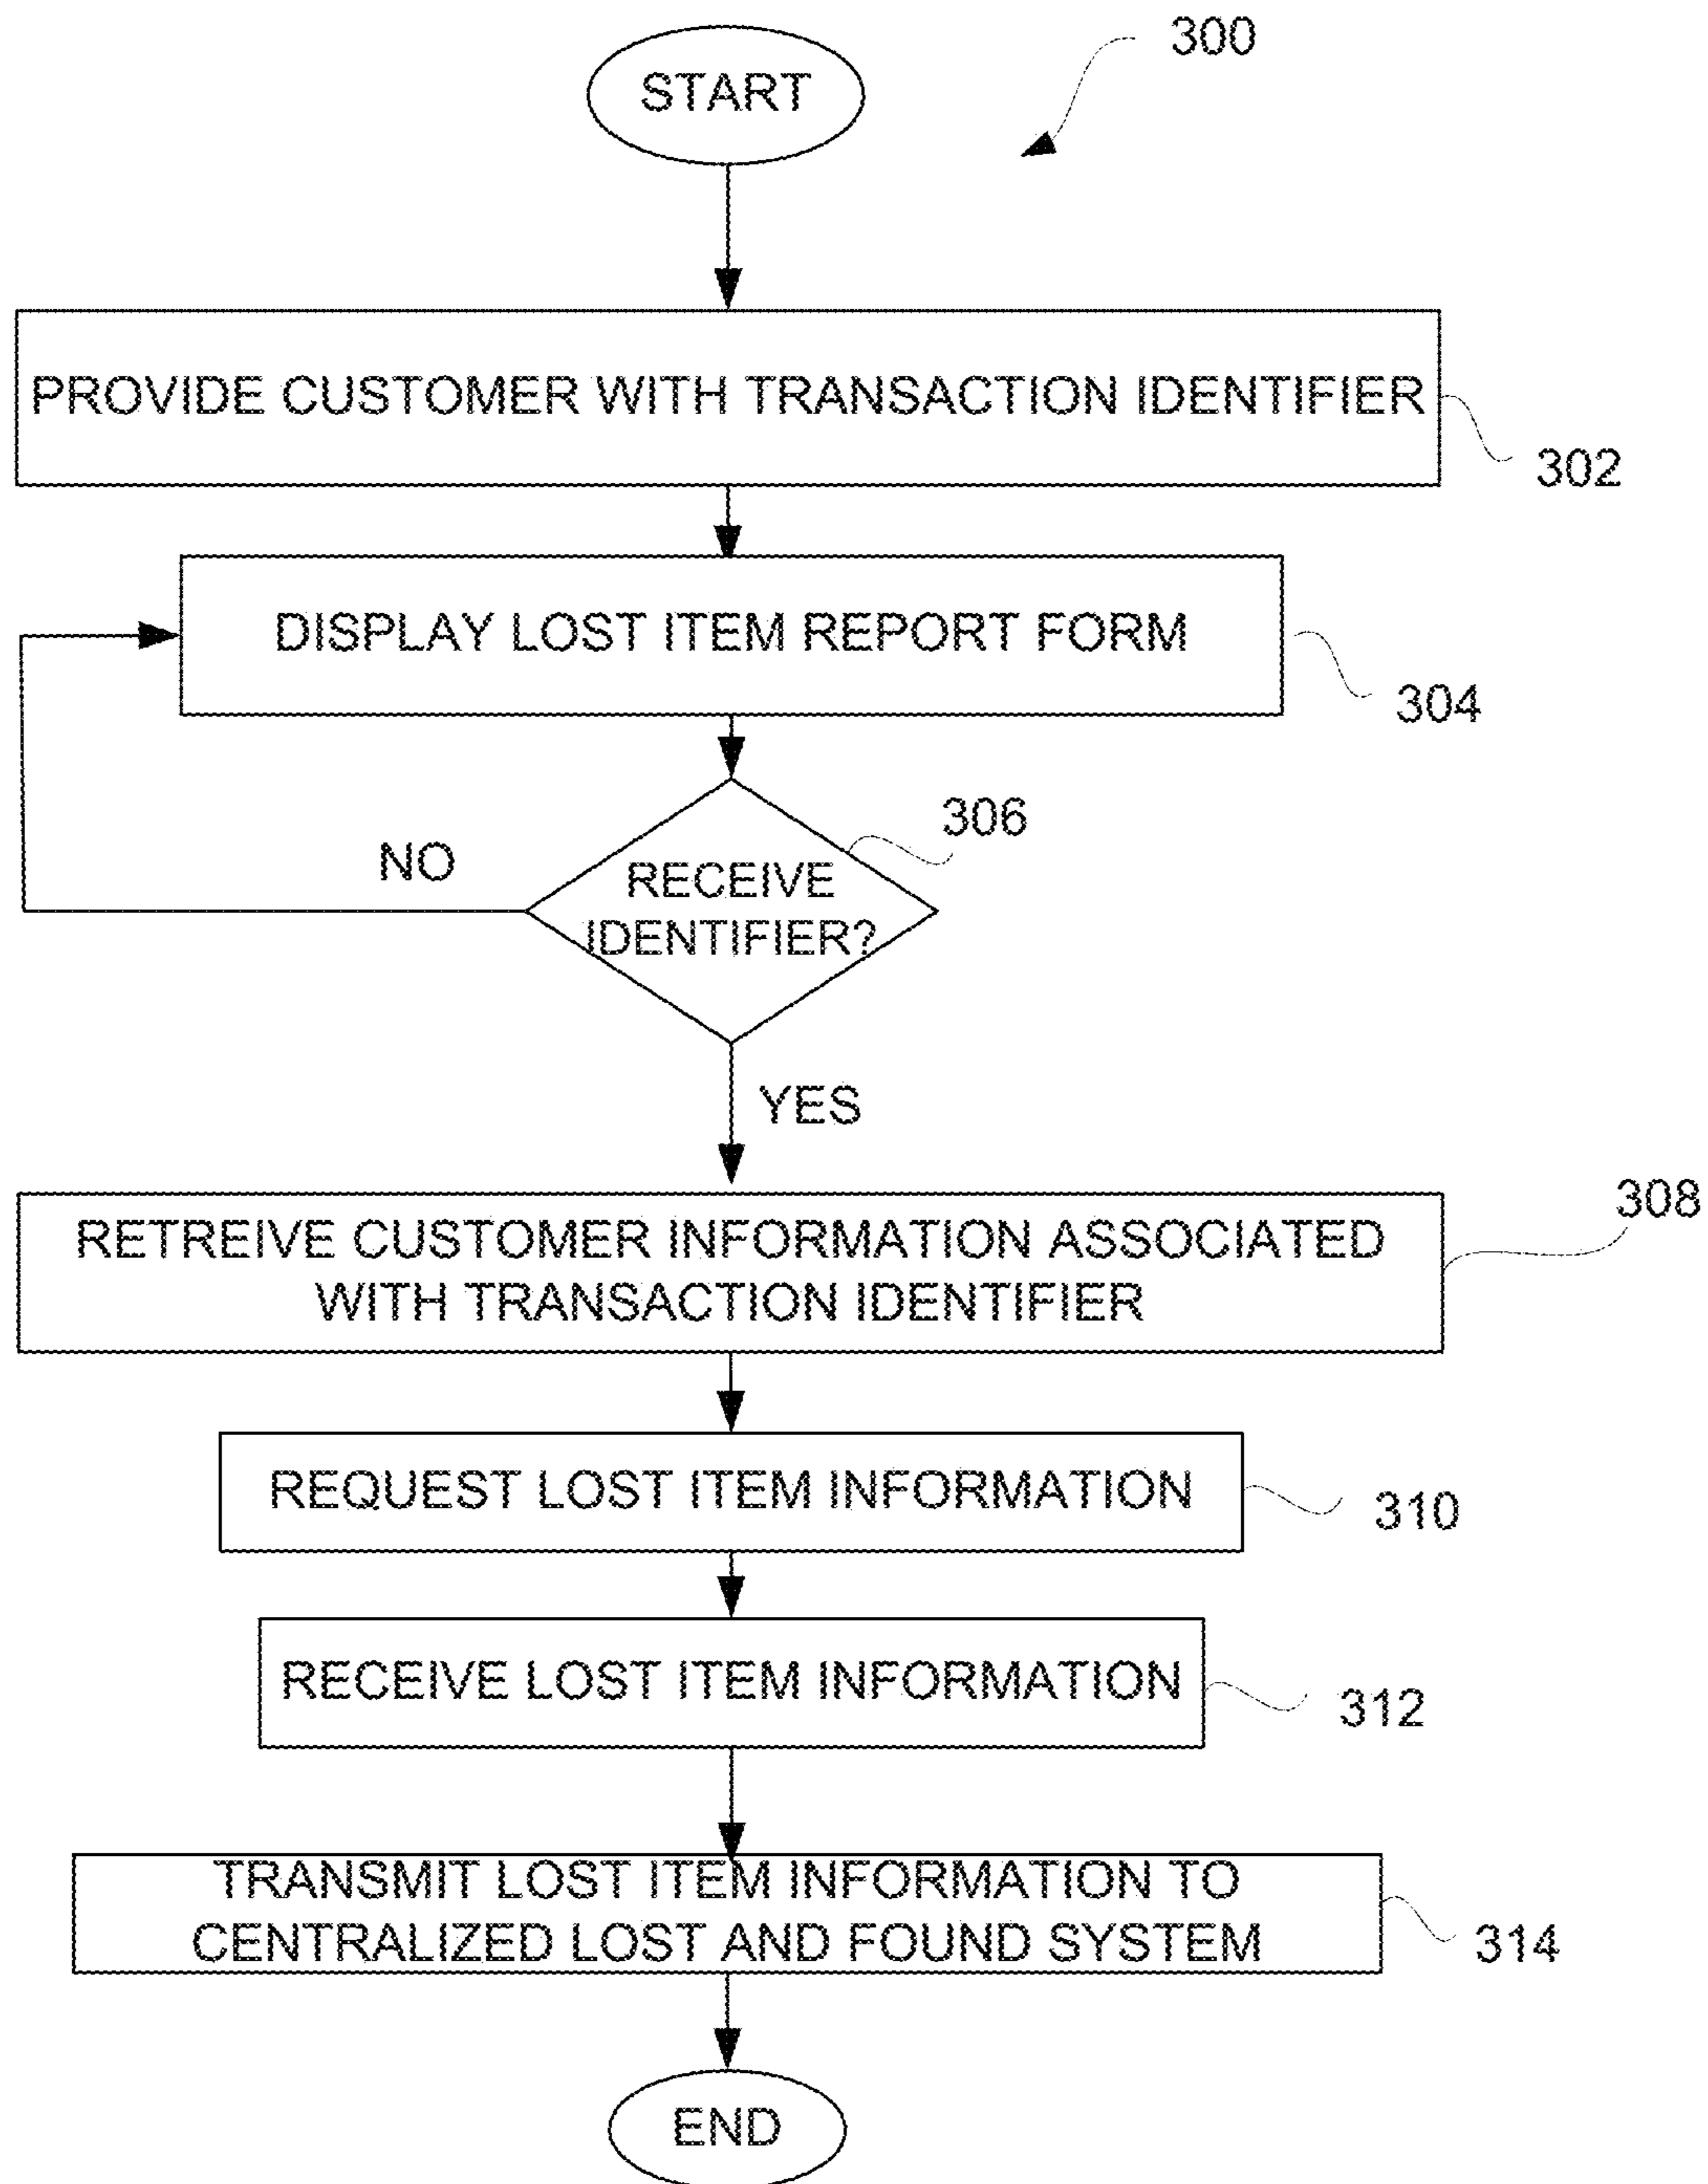 300
START
PROVIDE CUSTOMER WITH TRANSACTION IDENTIFIER
302
DISPLAY LOST ITEM REPORT FORM
304
306
NO
RECEIVE
IDENTIFIER?
YES
308
RETREIVE CUSTOMER INFORMATION ASSOCIATED
WITH TRANSACTION IDENTIFIER
REQUEST LOST ITEM INFORMATION
310
RECEIVE LOST ITEM INFORMATION
312
TRANSMIT LOST ITEM INFORMATION TO
CENTRALIZED LOST AND FOUND SYSTEM
314
END